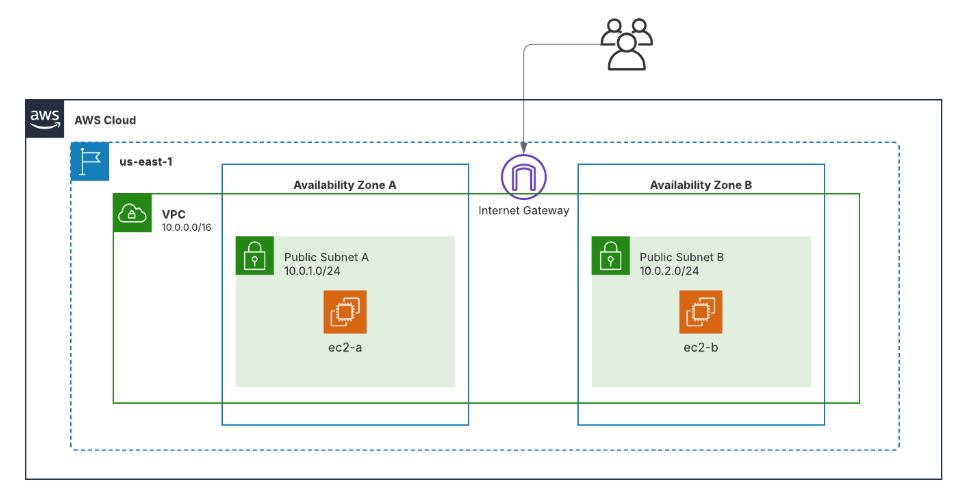 aws
AWS Cloud
us-east-1
Availability Zone A
Availability Zone B
Internet Gateway
VPC
10.0.0.0/16
Public Subnet A
10.0.1.0/24
ec2-a
Public Subnet B
10.0.2.0/24
ec2-b